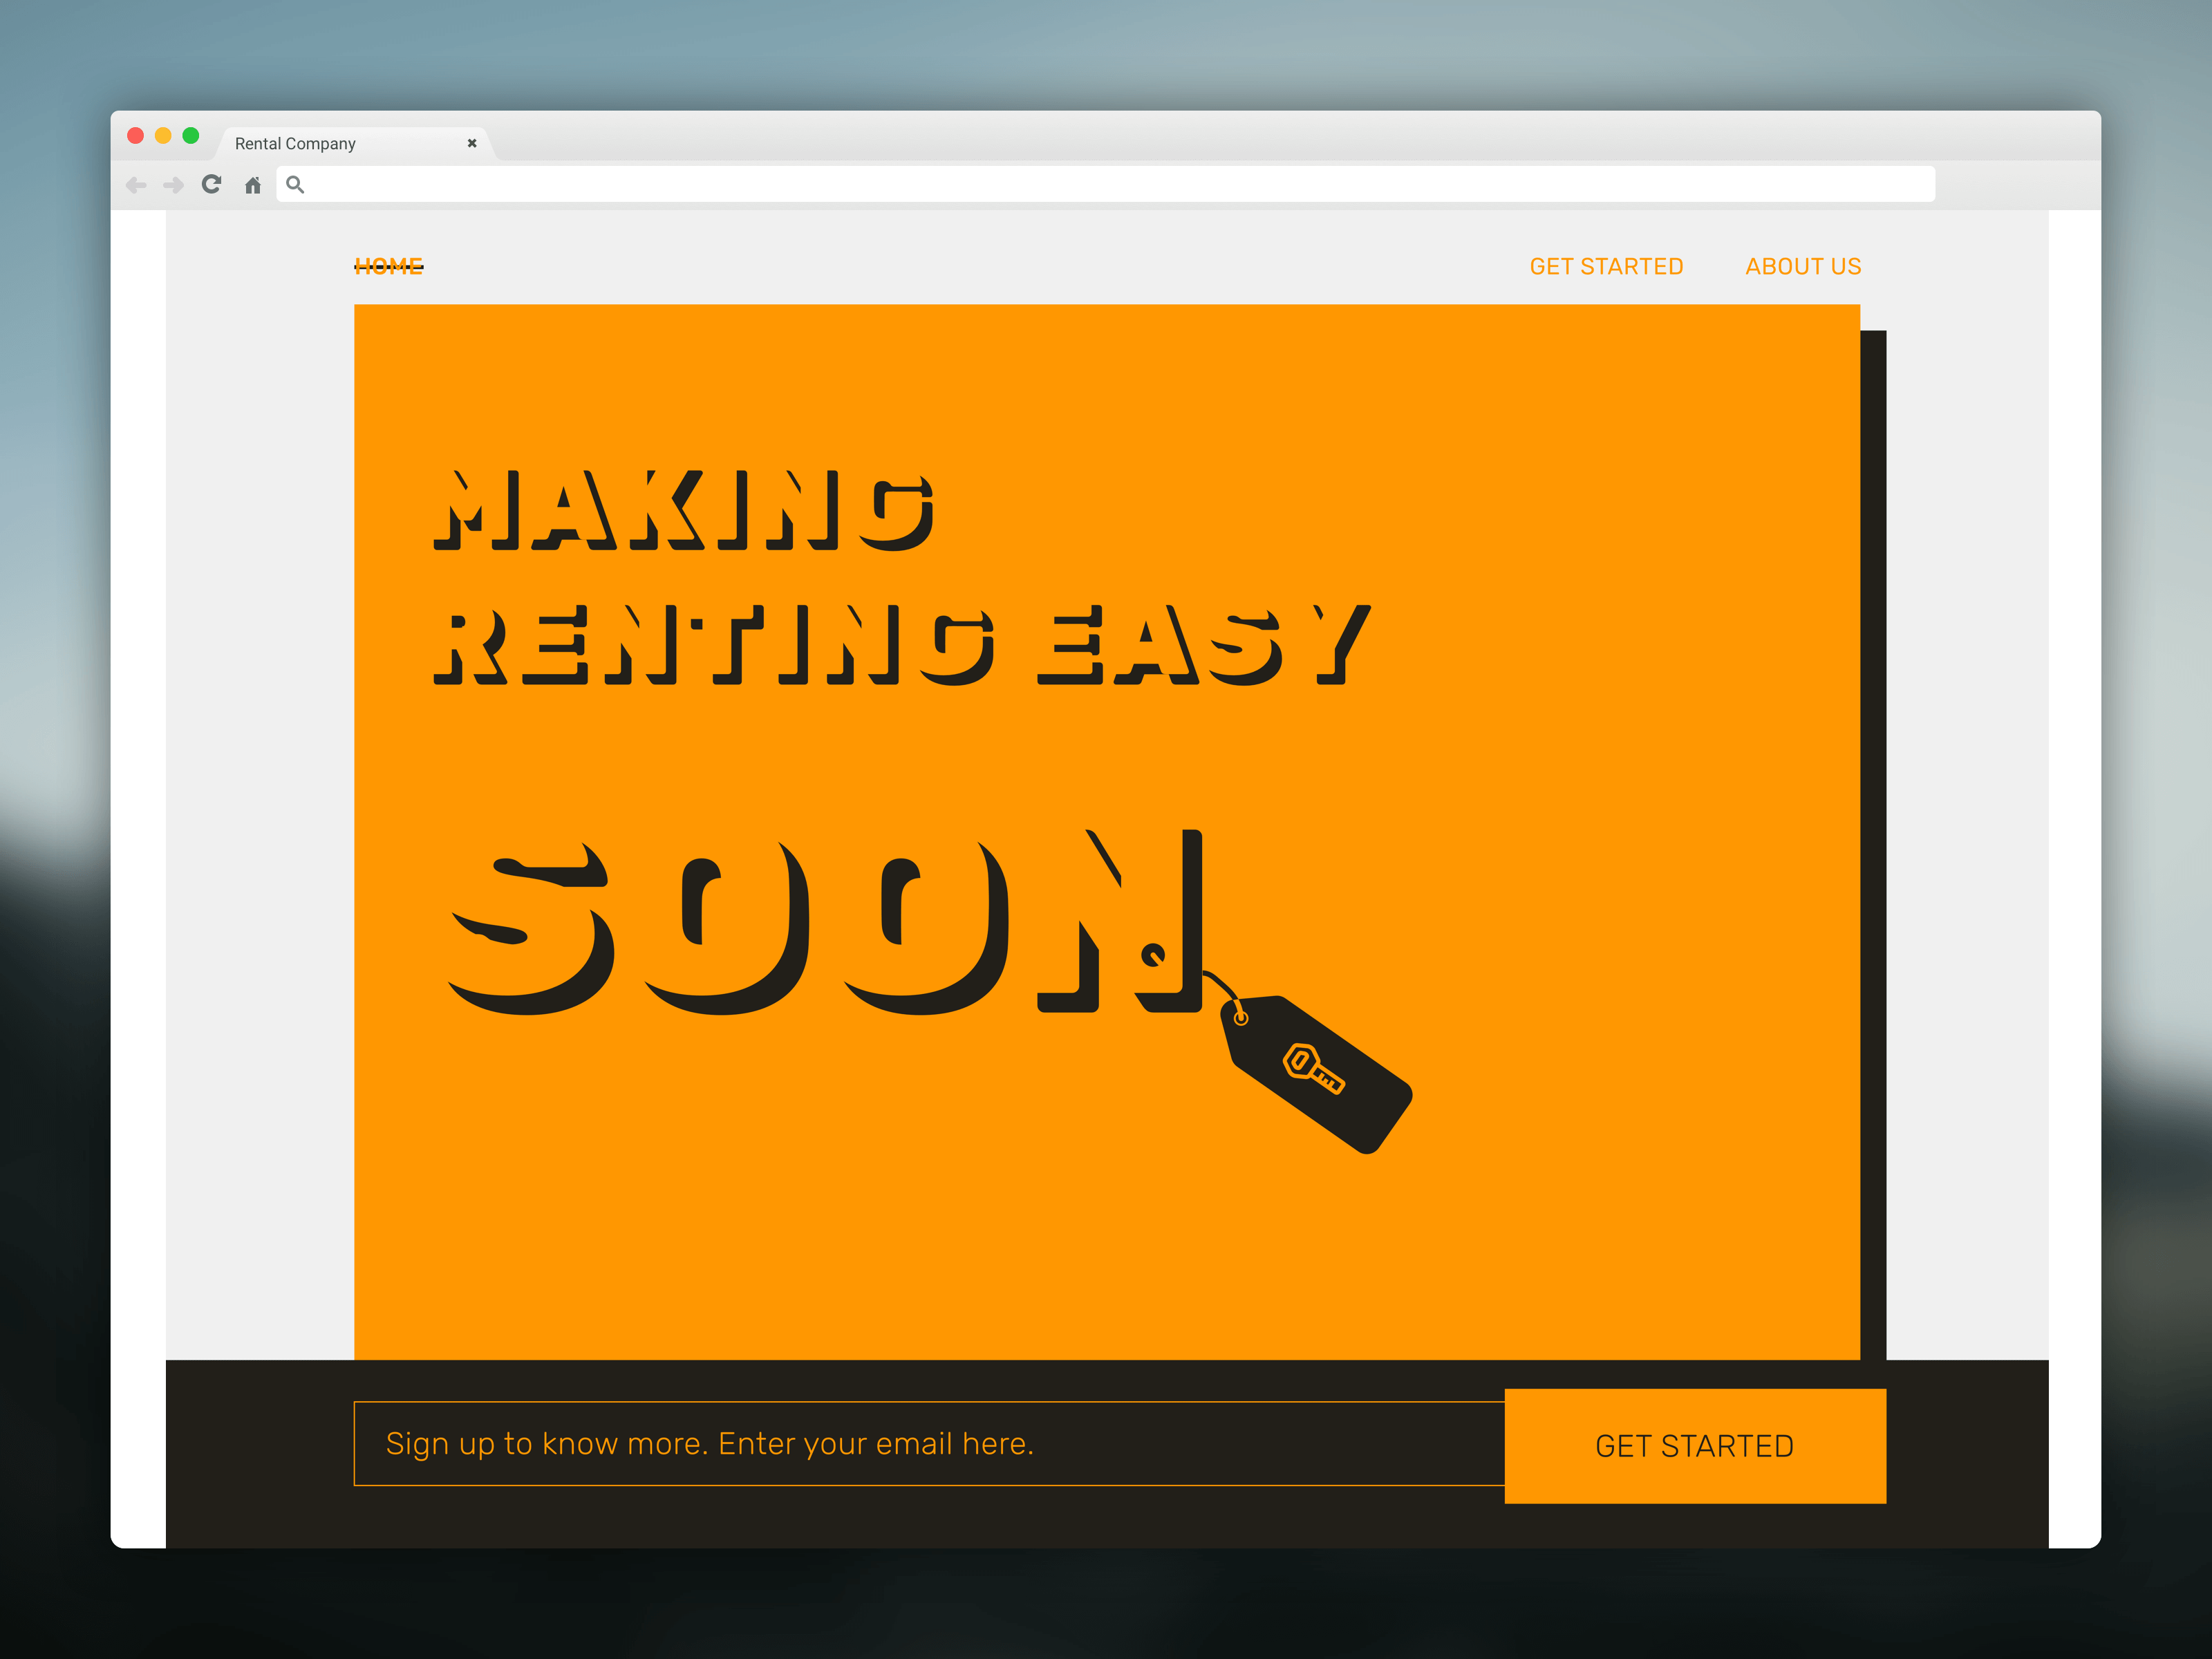 Rental Company
HOME
GET STARTED
ABOUT US
MAKING
RENTING EASY
SOON
Sign up to know more. Enter your email here.
GET STARTED